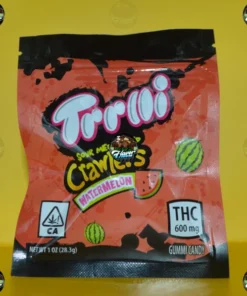 Trrlli
Crawlers
WATERMELON
CA
THC
600 mg
NET WT 1 OZ (28.3g)
GUMMI CANDY